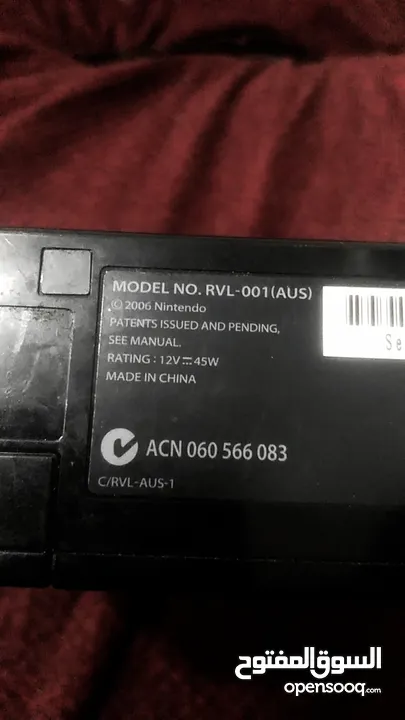 MODEL NO. RVL-001(AUS)
© 2006 Nintendo
PATENTS ISSUED AND PENDING,
SEE MANUAL.
RATING : 12V⎓45W
MADE IN CHINA
Se
ACN 060 566 083
C/RVL-AUS-1
السوق المفتوح
opensooq.com